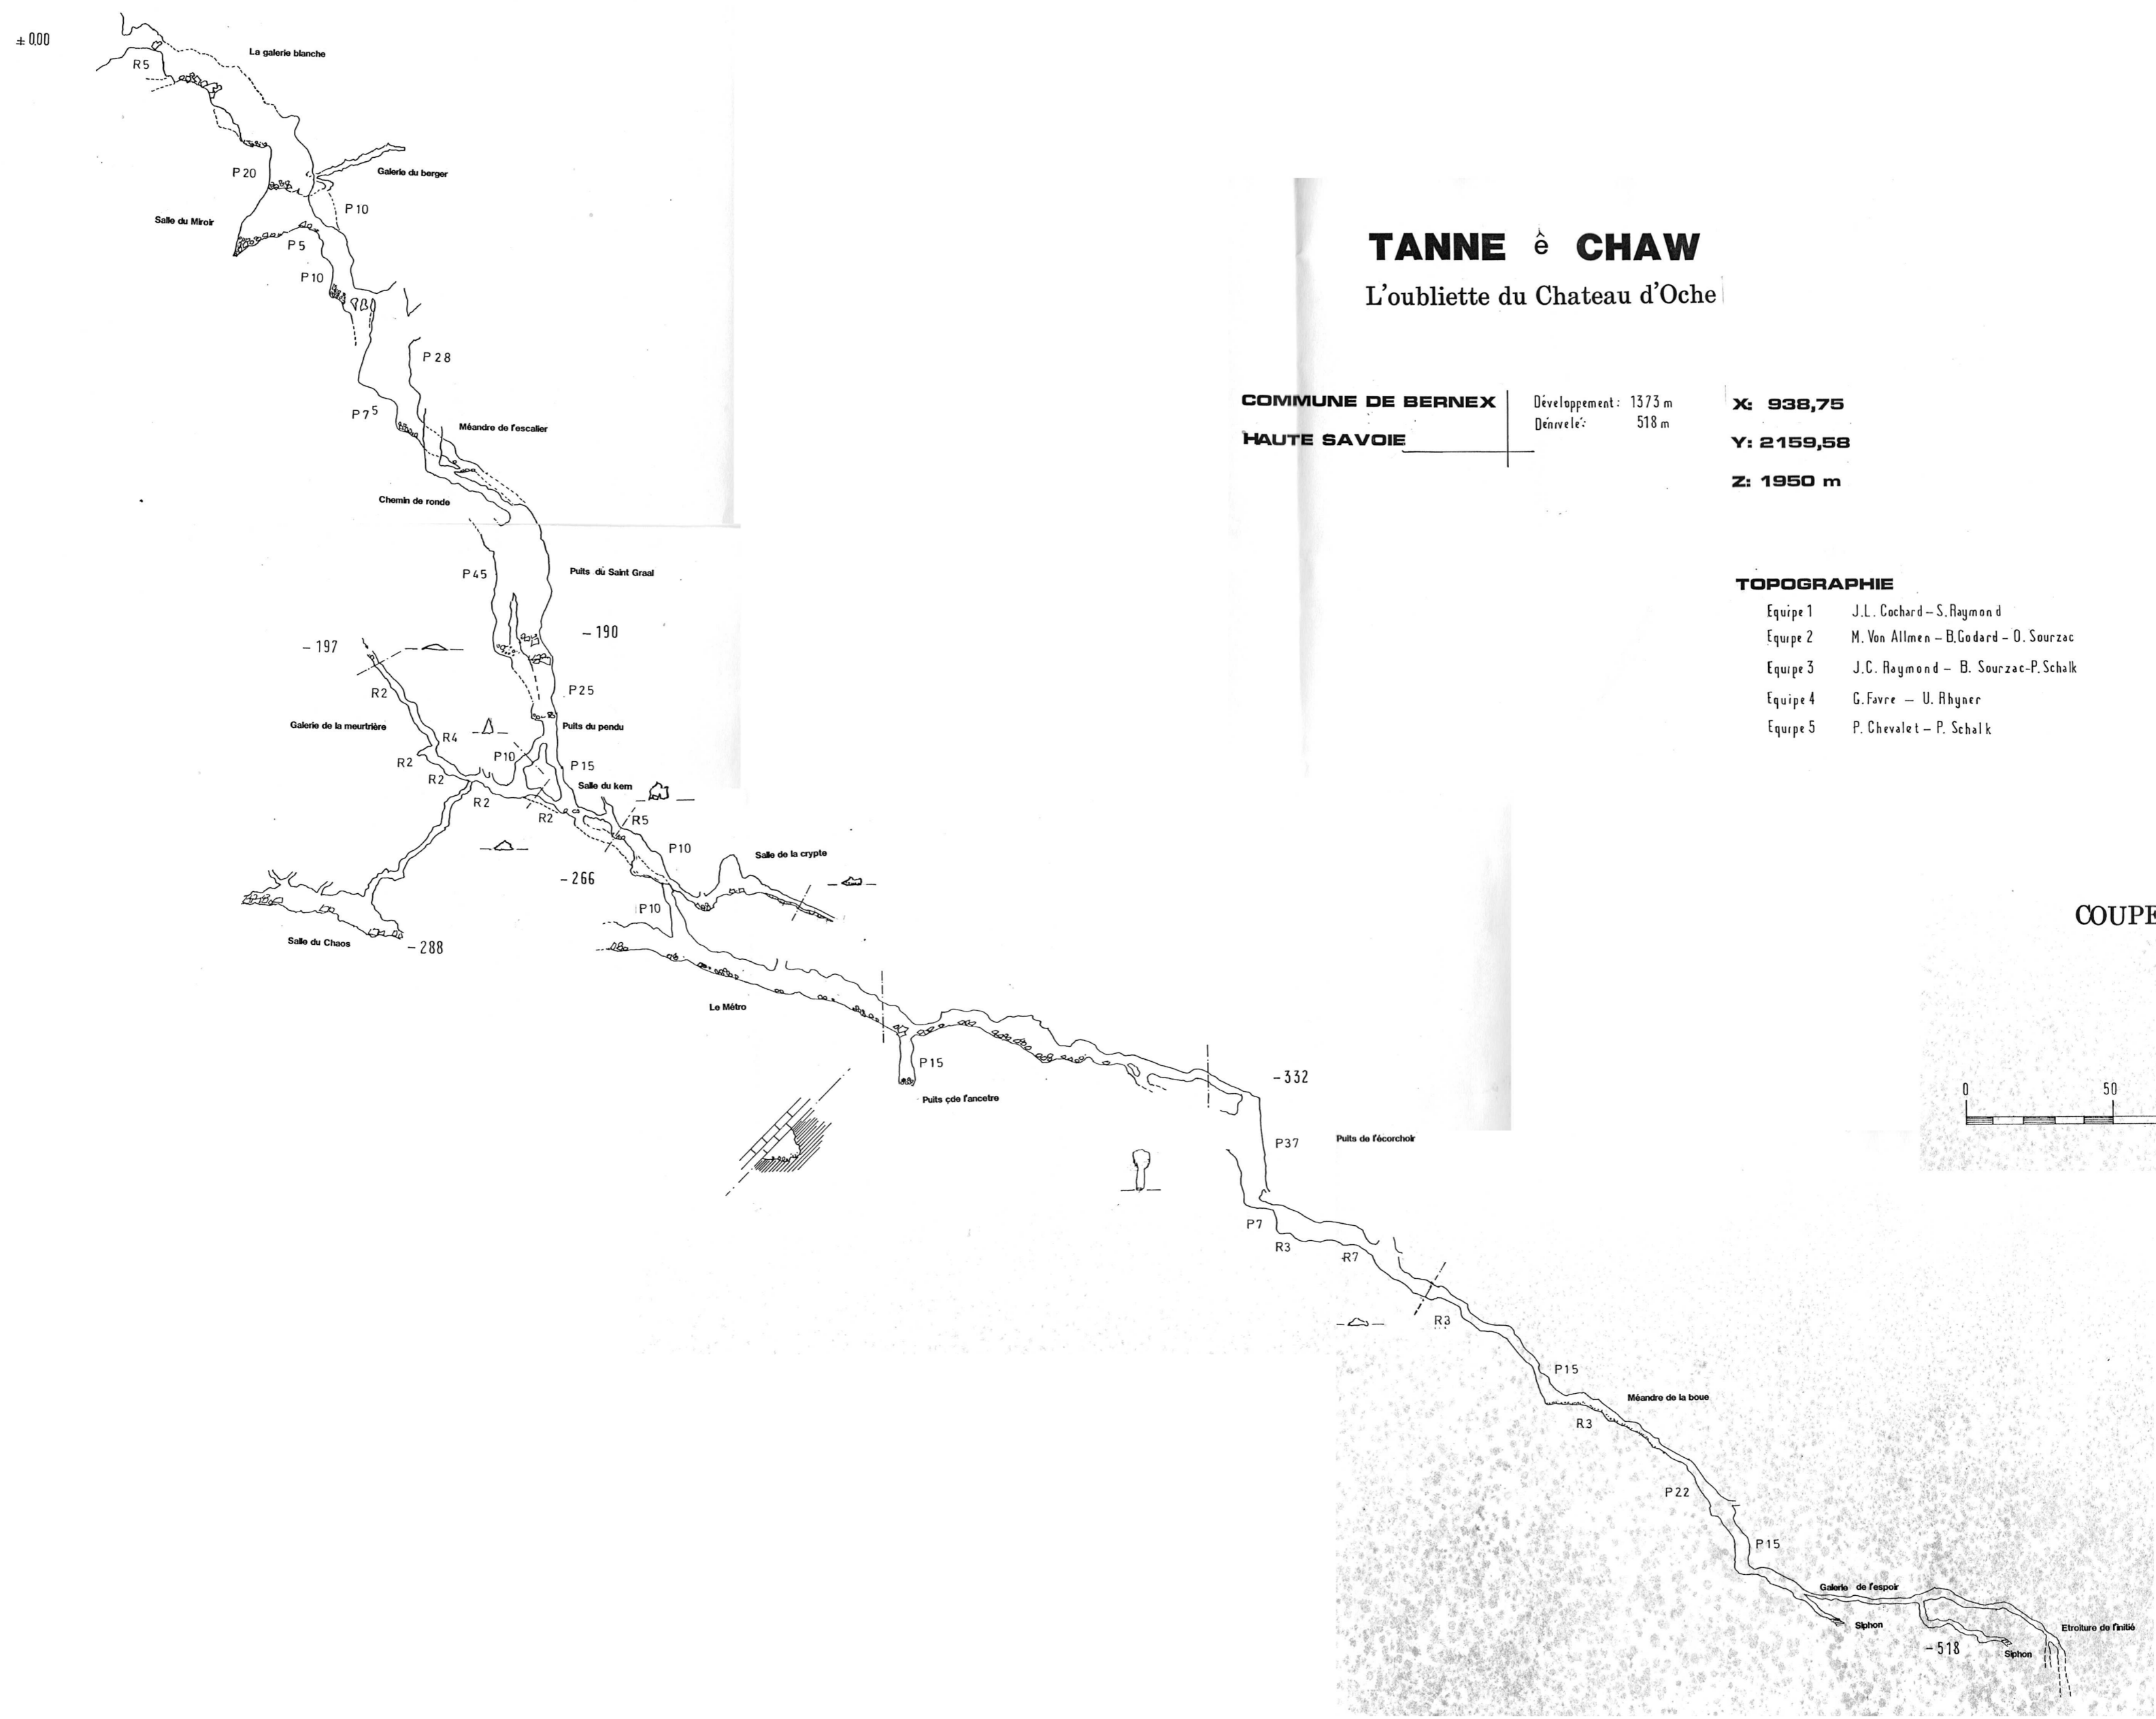 ± 0,00
La galerie blanche
R5
P 20
Galerie du berger
P 10
Salle du Miroir
P 5
P 10
TANNE è CHAW
L'oubliette du Chateau d'Oche
P 28
COMMUNE DE BERNEX
HAUTE SAVOIE
Développement: 1373 m
Dénivelé: 518 m
X: 938,75
Y: 2159,58
Z: 1950 m
P 7⁵
Méandre de l'escalier
Chemin de ronde
P 45
Puits du Saint Graal
TOPOGRAPHIE
Equipe 1 J.L. Cochard – S. Raymond
Equipe 2 M. Von Allmen – B. Godard – O. Sourzac
Equipe 3 J.C. Raymond – B. Sourzac-P. Schalk
Equipe 4 G. Favre – U. Rhyner
Equipe 5 P. Chevalet – P. Schalk
– 190
– 197
R2
P 25
Galerie de la meurtrière
Puits du pendu
R4
R2
P10
P 15
R2
Salle du kem
R2
R2
R5
P10
Salle de la crypte
– 266
P10
Salle du Chaos
– 288
COUPE
Le Métro
P 15
Puits çde l'ancetre
– 332
0 50
P37
Puits de l'écorchoir
P7
R3
R7
R3
P15
Méandre de la boue
R3
P 22
P 15
Galerie de l'espoir
Siphon
Etroiture de l'initié
– 518
Siphon